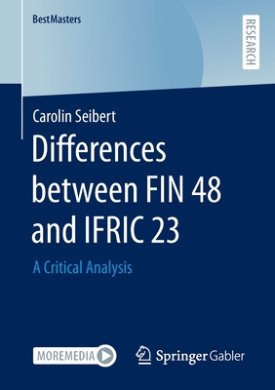 BestMasters
RESEARCH
Carolin Seibert
Differences
between FIN 48
and IFRIC 23
A Critical Analysis
MOREMEDIA
Springer Gabler